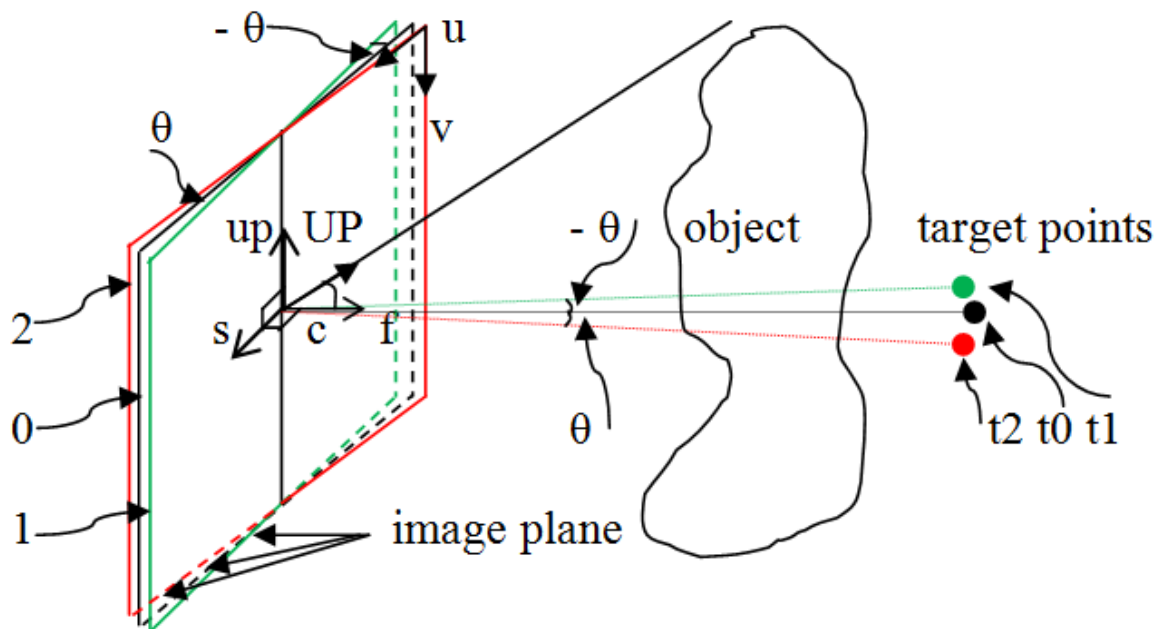 - θ
u
θ
v
up UP
- θ
object
target points
2
s
c
f
0
θ
t2 t0 t1
1
image plane